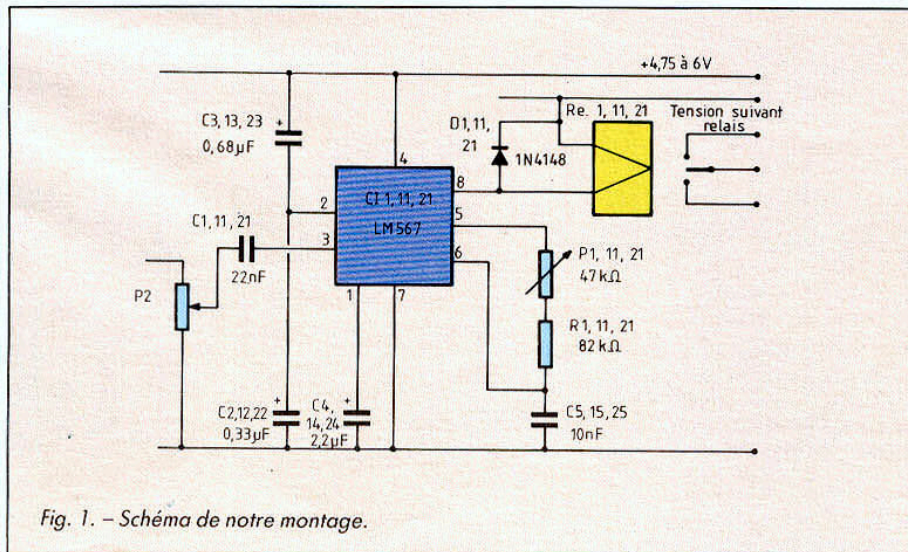 +4,75 à 6V
C3, 13, 23
0,68µF
D1, 11,
21
1N4148
Re. 1, 11, 21
Tension suivant
relais
4
8
CI 1, 11, 21
LM567
2
5
3
6
1
7
C1, 11, 21
22nF
P2
P1, 11, 21
47kΩ
R1, 11, 21
82kΩ
C2,12,22
0,33µF
C4,
14,24
2,2µF
C5, 15, 25
10nF
+
+
+
Fig. 1. – Schéma de notre montage.